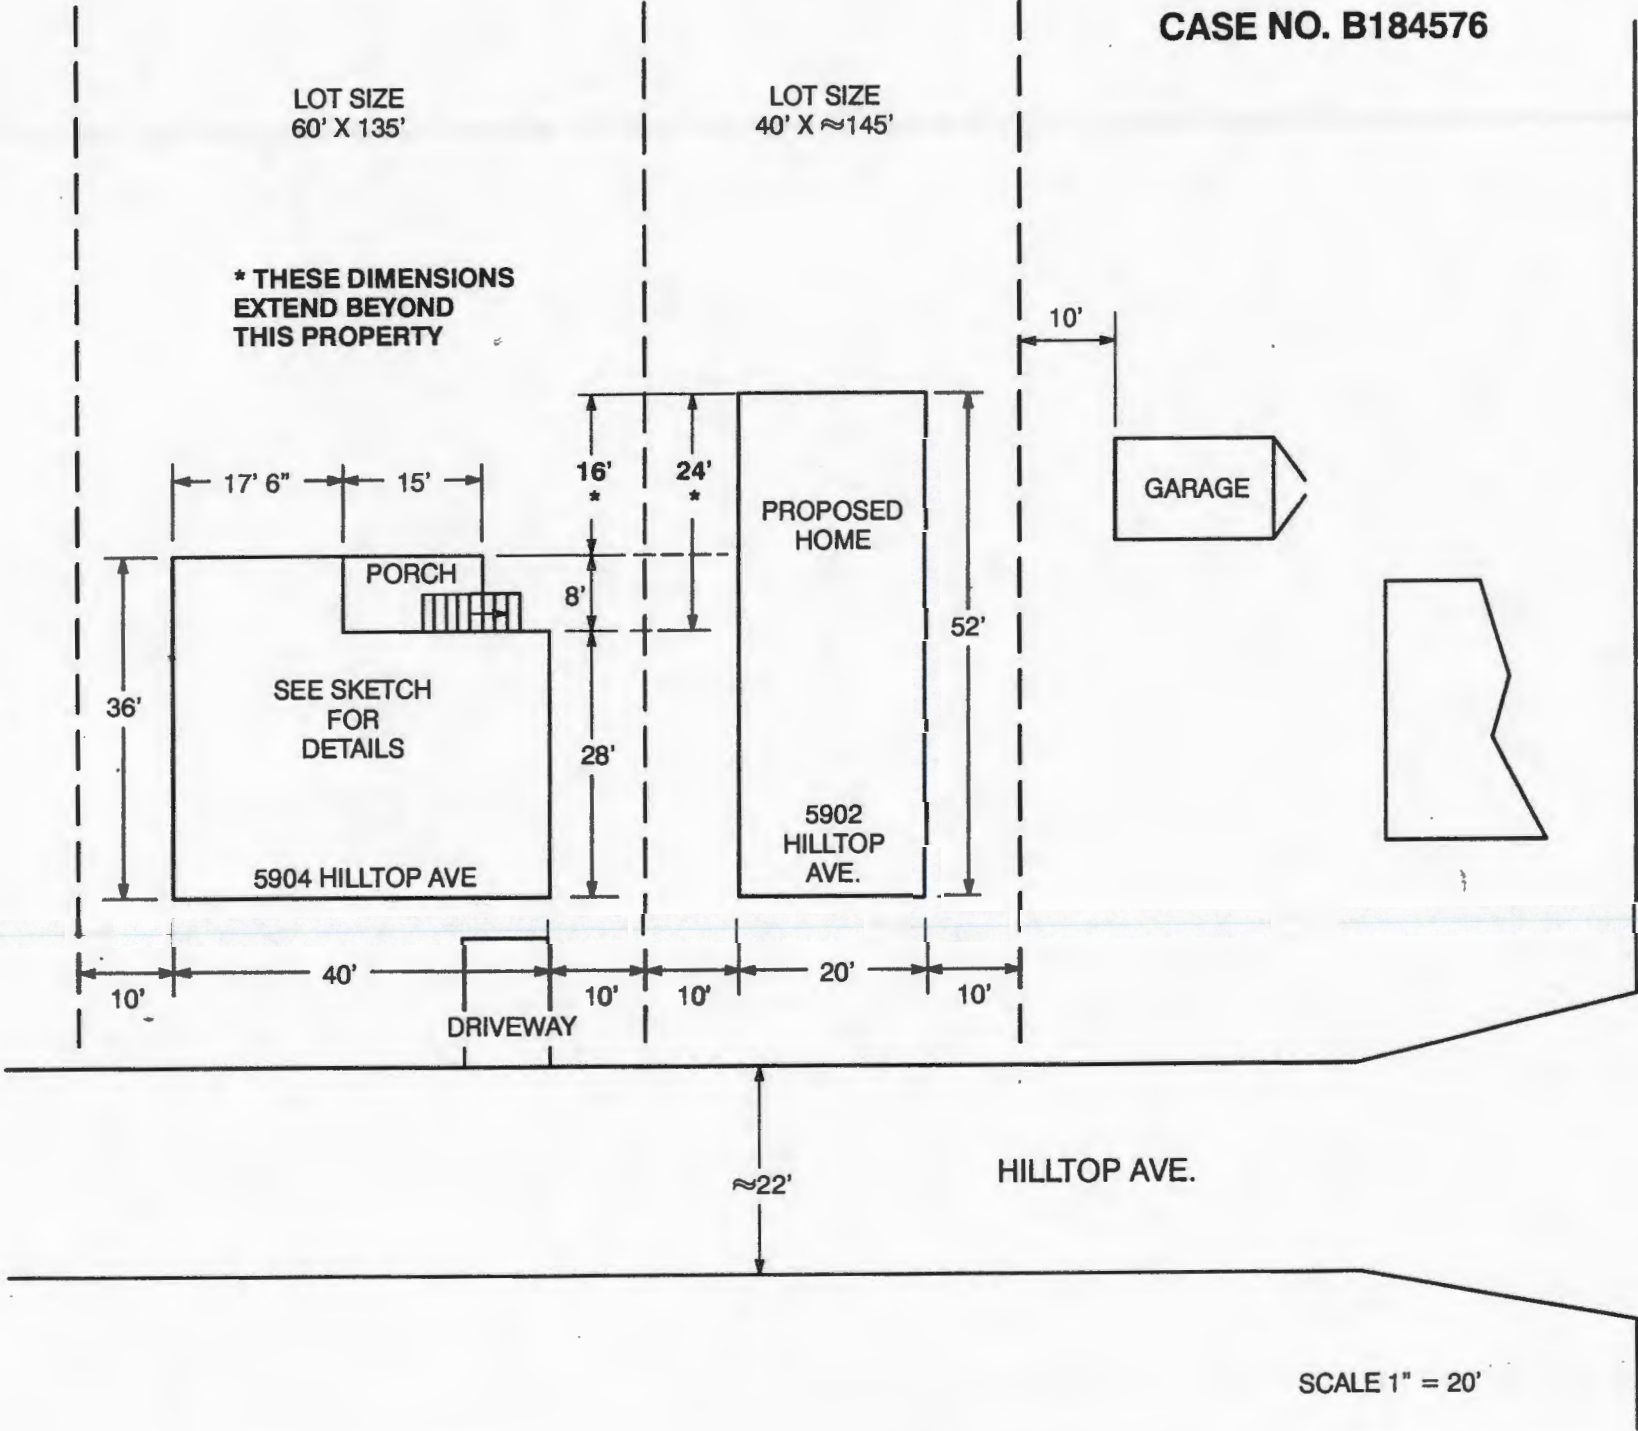 CASE NO. B184576
LOT SIZE
60' X 135'
LOT SIZE
40' X ≈145'
* THESE DIMENSIONS
EXTEND BEYOND
THIS PROPERTY
10'
17' 6"
15'
16'
*
24'
*
GARAGE
PROPOSED
HOME
PORCH
8'
52'
36'
SEE SKETCH
FOR
DETAILS
28'
5902
HILLTOP
AVE.
5904 HILLTOP AVE
10'
40'
10'
10'
20'
10'
DRIVEWAY
≈22'
HILLTOP AVE.
SCALE 1" = 20'